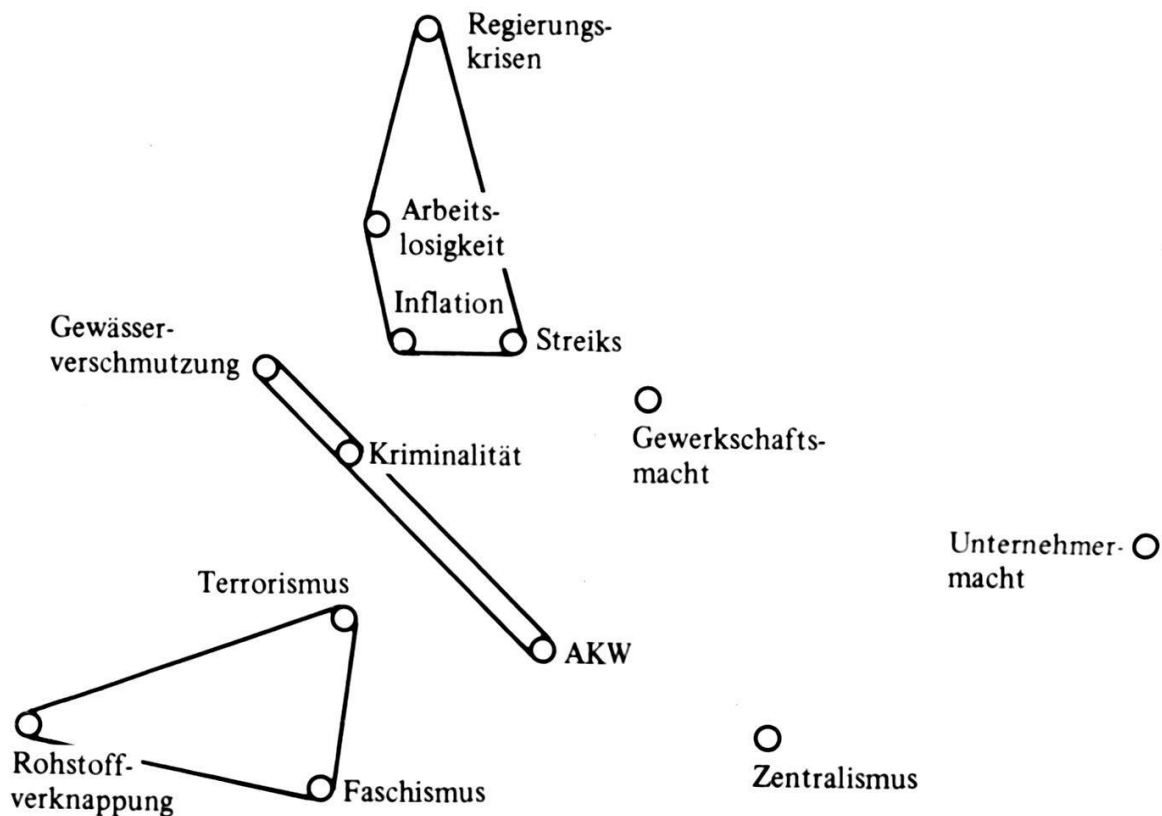 Regierungs-
krisen
Arbeits-
losigkeit
Inflation
Streiks
Gewässer-
verschmutzung
Gewerkschafts-
macht
Kriminalität
Unternehmer-
macht
Terrorismus
AKW
Rohstoff-
verknappung
Faschismus
Zentralismus